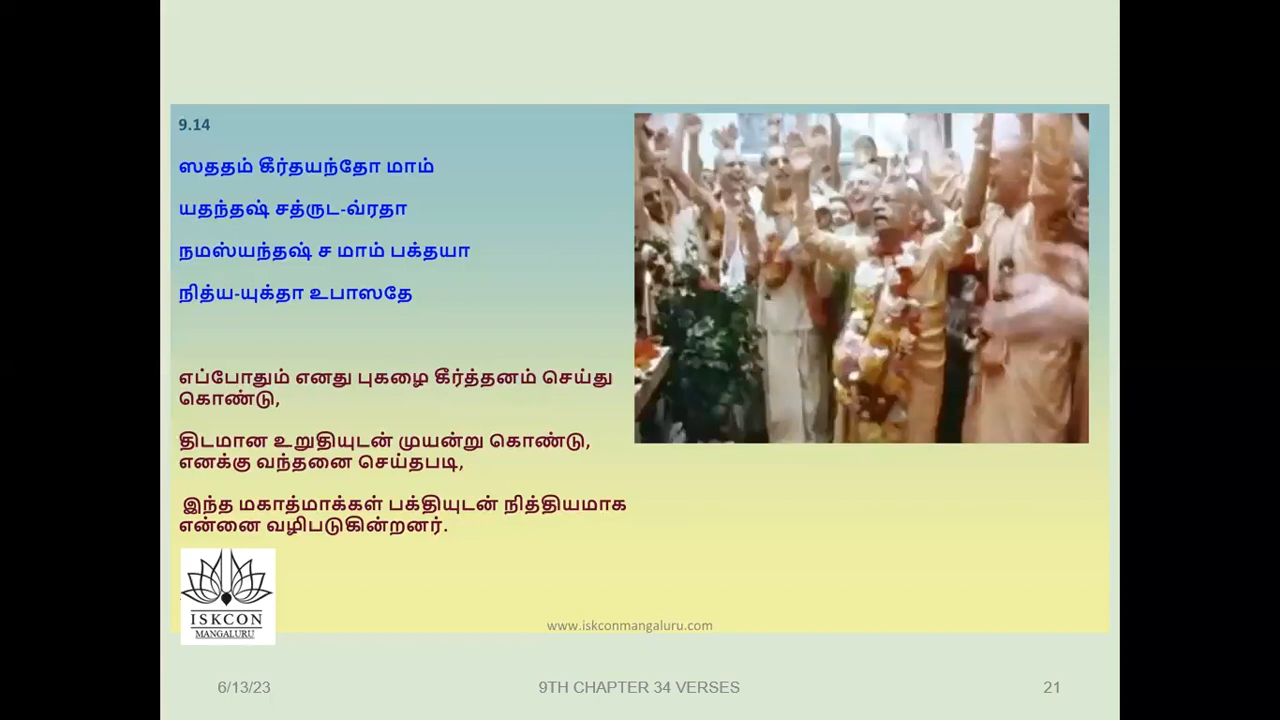 9.14
ஸததம் கீர்தயந்தோ மாம்
யதந்தஷ் சத்ருட-வ்ரதா
நமஸ்யந்தஷ் ச மாம் பக்தயா
நித்ய-யுக்தா உபாஸதே
எப்போதும் எனது புகழை கீர்த்தனம் செய்து
கொண்டு,
திடமான உறுதியுடன் முயன்று கொண்டு,
எனக்கு வந்தனை செய்தபடி,
இந்த மகாத்மாக்கள் பக்தியுடன் நித்தியமாக
என்னை வழிபடுகின்றனர்.
ISKCON
MANGALURU
www.iskconmangaluru.com
6/13/23
9TH CHAPTER 34 VERSES
21